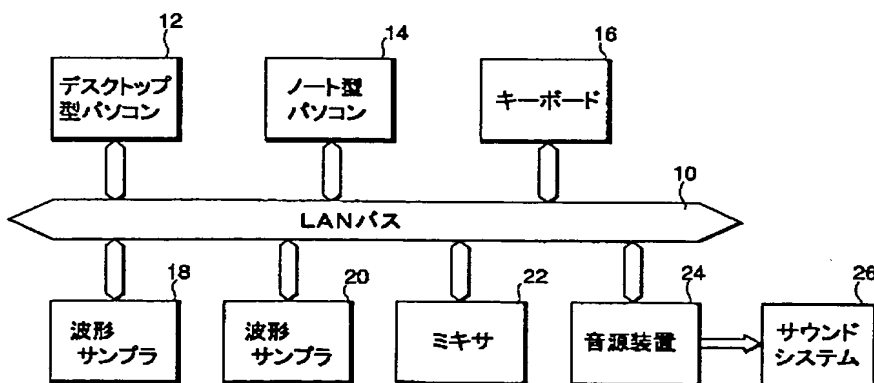 12
14
16
デスクトップ
型パソコン
ノート型
パソコン
キーボード
10
LANバス
18
20
22
24
26
波形
サンプラ
波形
サンプラ
ミキサ
音源装置
サウンド
システム